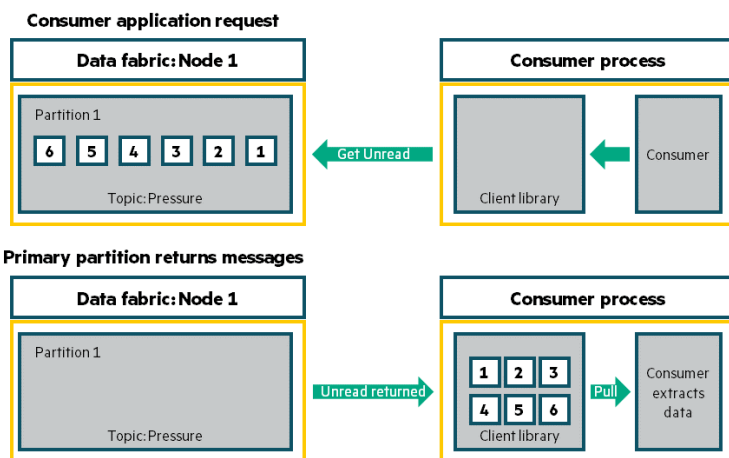 Consumer application request
Data fabric: Node 1
Consumer process
Partition 1
6 5 4 3 2 1
Topic: Pressure
Get Unread
Client library
Consumer
Primary partition returns messages
Data fabric: Node 1
Consumer process
Partition 1
Topic: Pressure
Unread returned
1 2 3
4 5 6
Client library
Pull
Consumer
extracts
data